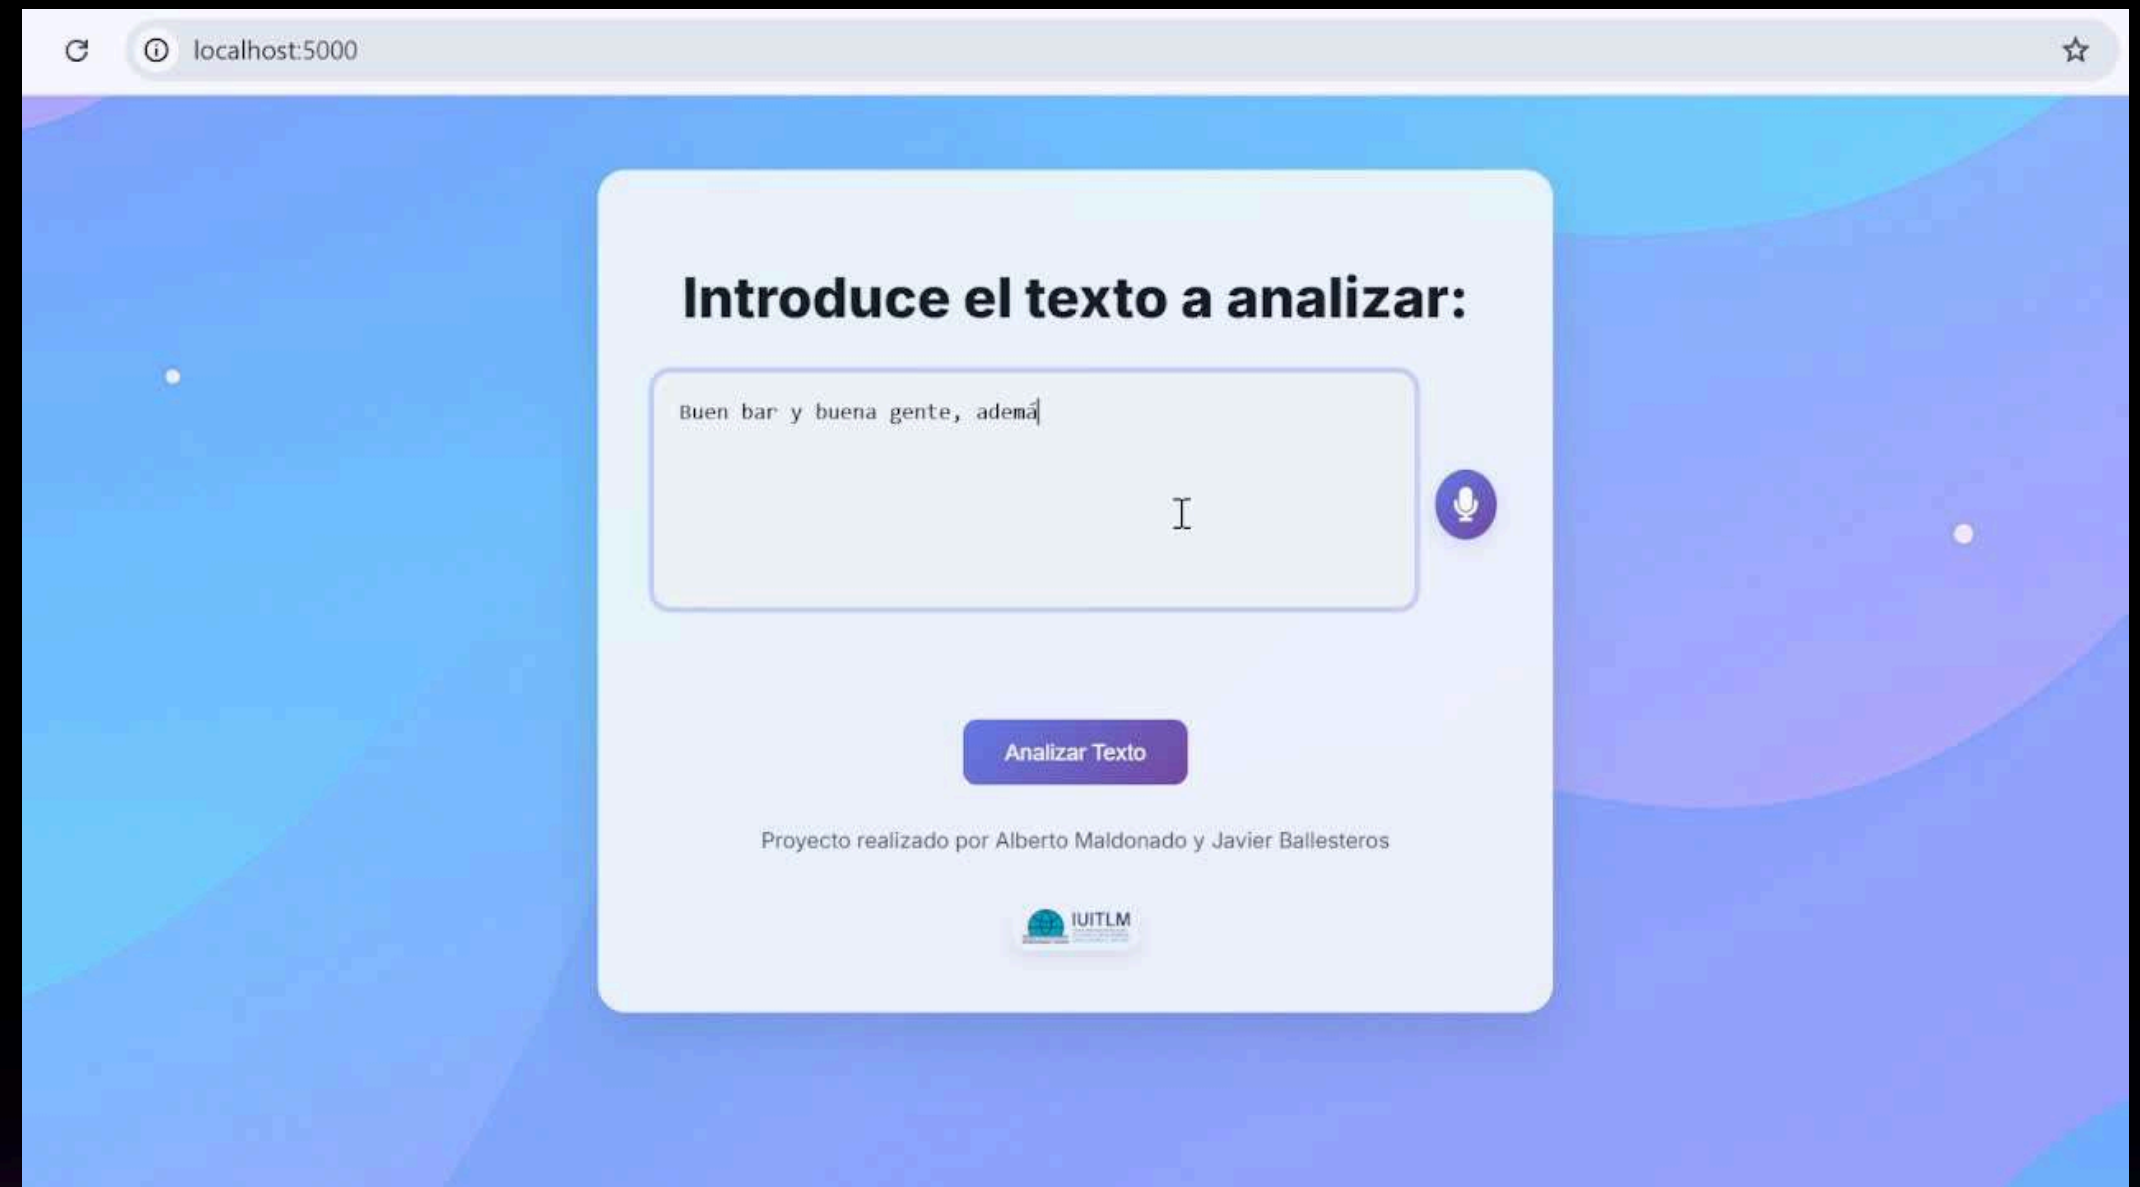 localhost:5000
Introduce el texto a analizar:
Buen bar y buena gente, ademá
Analizar Texto
Proyecto realizado por Alberto Maldonado y Javier Ballesteros
IUITLM